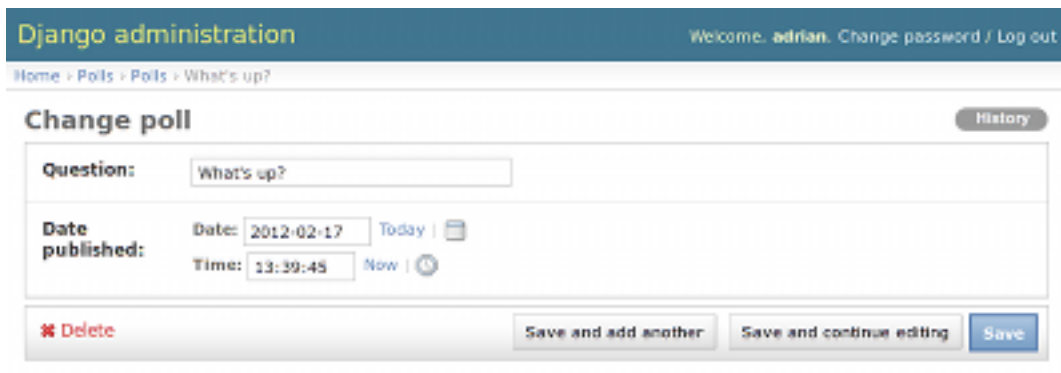 Django administration
Welcome, adrian. Change password / Log out
Home › Polls › Polls › What's up?
Change poll
History
Question: What's up?
Date published:
Date: 2012-02-17 Today |
Time: 13:39:45 Now |
✖ Delete
Save and add another
Save and continue editing
Save